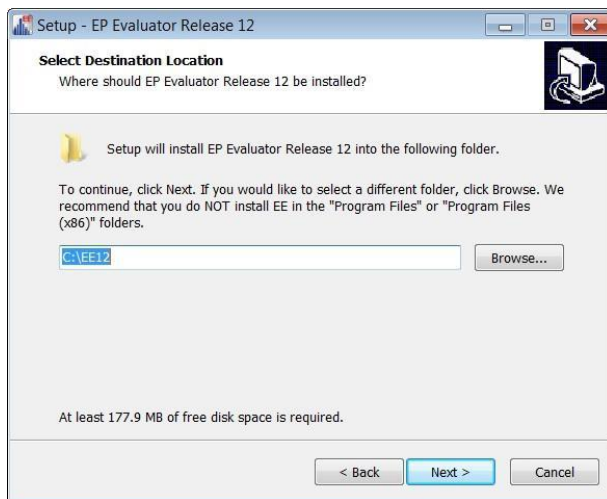 Setup - EP Evaluator Release 12
Select Destination Location
Where should EP Evaluator Release 12 be installed?
Setup will install EP Evaluator Release 12 into the following folder.
To continue, click Next. If you would like to select a different folder, click Browse. We
recommend that you do NOT install EE in the "Program Files" or "Program Files
(x86)" folders.
C:\EE12
Browse...
At least 177.9 MB of free disk space is required.
< Back
Next >
Cancel